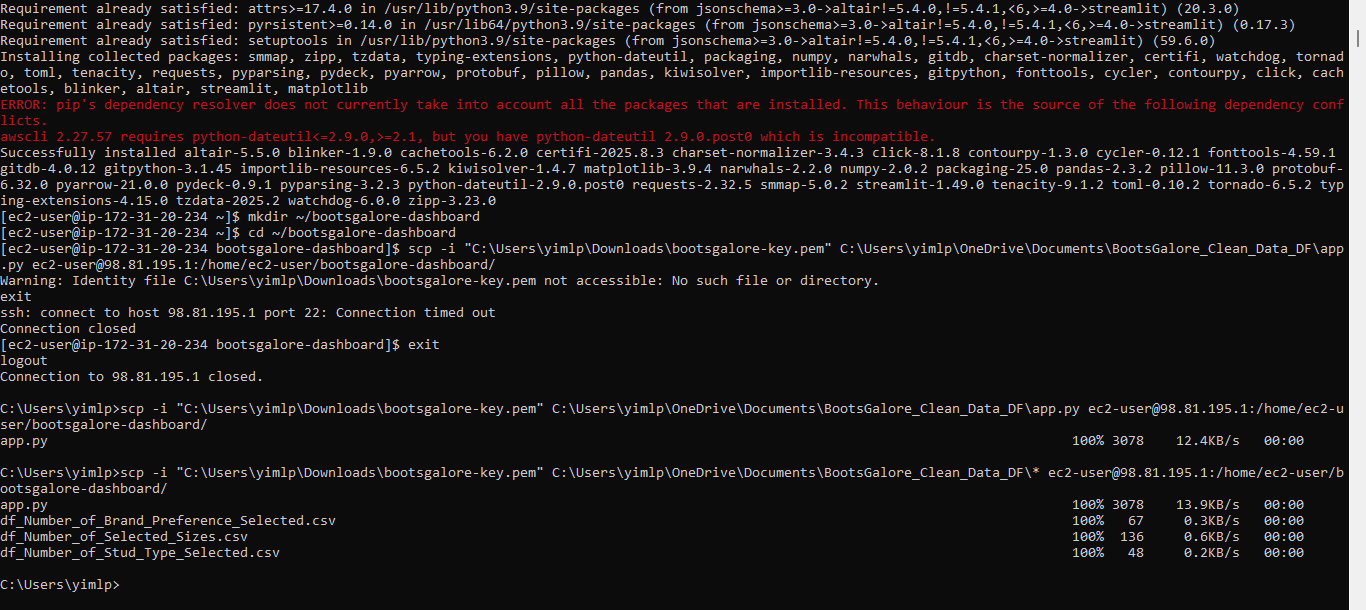 Requirement already satisfied: attrs>=17.4.0 in /usr/lib/python3.9/site-packages (from jsonschema>=3.0->altair!=5.4.0,!=5.4.1,<6,>=4.0->streamlit) (20.3.0)
Requirement already satisfied: pyrsistent>=0.14.0 in /usr/lib64/python3.9/site-packages (from jsonschema>=3.0->altair!=5.4.0,!=5.4.1,<6,>=4.0->streamlit) (0.17.3)
Requirement already satisfied: setuptools in /usr/lib/python3.9/site-packages (from jsonschema>=3.0->altair!=5.4.0,!=5.4.1,<6,>=4.0->streamlit) (59.6.0)
Installing collected packages: smmap, zipp, tzdata, typing-extensions, python-dateutil, packaging, numpy, narwhals, gitdb, charset-normalizer, certifi, watchdog, tornad
o, toml, tenacity, requests, pyparsing, pydeck, pyarrow, protobuf, pillow, pandas, kiwisolver, importlib-resources, gitpython, fonttools, cycler, contourpy, click, cach
etools, blinker, altair, streamlit, matplotlib
ERROR: pip's dependency resolver does not currently take into account all the packages that are installed. This behaviour is the source of the following dependency conf
licts.
awscli 2.27.57 requires python-dateutil<=2.9.0,>=2.1, but you have python-dateutil 2.9.0.post0 which is incompatible.
Successfully installed altair-5.5.0 blinker-1.9.0 cachetools-6.2.0 certifi-2025.8.3 charset-normalizer-3.4.3 click-8.1.8 contourpy-1.3.0 cycler-0.12.1 fonttools-4.59.1
gitdb-4.0.12 gitpython-3.1.45 importlib-resources-6.5.2 kiwisolver-1.4.7 matplotlib-3.9.4 narwhals-2.2.0 numpy-2.0.2 packaging-25.0 pandas-2.3.2 pillow-11.3.0 protobuf-
6.32.0 pyarrow-21.0.0 pydeck-0.9.1 pyparsing-3.2.3 python-dateutil-2.9.0.post0 requests-2.32.5 smmap-5.0.2 streamlit-1.49.0 tenacity-9.1.2 toml-0.10.2 tornado-6.5.2 typ
ing-extensions-4.15.0 tzdata-2025.2 watchdog-6.0.0 zipp-3.23.0
[ec2-user@ip-172-31-20-234 ~]$ mkdir ~/bootsgalore-dashboard
[ec2-user@ip-172-31-20-234 ~]$ cd ~/bootsgalore-dashboard
[ec2-user@ip-172-31-20-234 bootsgalore-dashboard]$ scp -i "C:\Users\yimlp\Downloads\bootsgalore-key.pem" C:\Users\yimlp\OneDrive\Documents\BootsGalore_Clean_Data_DF\app
.py ec2-user@98.81.195.1:/home/ec2-user/bootsgalore-dashboard/
Warning: Identity file C:\Users\yimlp\Downloads\bootsgalore-key.pem not accessible: No such file or directory.
exit
ssh: connect to host 98.81.195.1 port 22: Connection timed out
Connection closed
[ec2-user@ip-172-31-20-234 bootsgalore-dashboard]$ exit
logout
Connection to 98.81.195.1 closed.
C:\Users\yimlp>scp -i "C:\Users\yimlp\Downloads\bootsgalore-key.pem" C:\Users\yimlp\OneDrive\Documents\BootsGalore_Clean_Data_DF\app.py ec2-user@98.81.195.1:/home/ec2-u
ser/bootsgalore-dashboard/
app.py 100% 3078 12.4KB/s 00:00
C:\Users\yimlp>scp -i "C:\Users\yimlp\Downloads\bootsgalore-key.pem" C:\Users\yimlp\OneDrive\Documents\BootsGalore_Clean_Data_DF\* ec2-user@98.81.195.1:/home/ec2-user/b
ootsgalore-dashboard/
app.py 100% 3078 13.9KB/s 00:00
df_Number_of_Brand_Preference_Selected.csv 100% 67 0.3KB/s 00:00
df_Number_of_Selected_Sizes.csv 100% 136 0.6KB/s 00:00
df_Number_of_Stud_Type_Selected.csv 100% 48 0.2KB/s 00:00
C:\Users\yimlp>